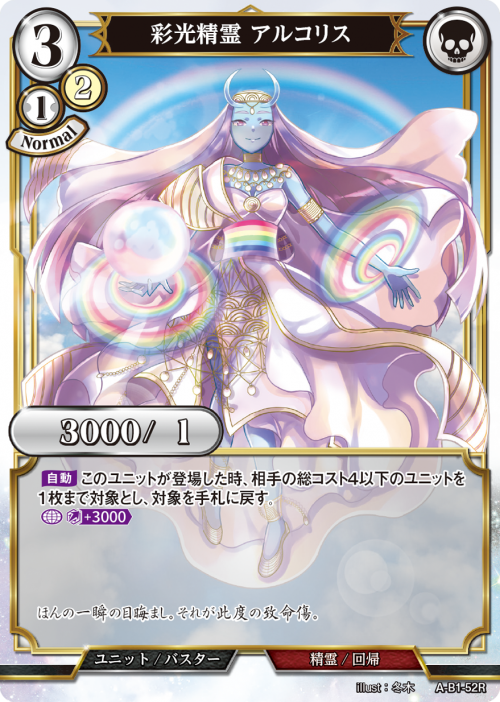 3
彩光精霊 アルコリス
2
1
Normal
3000/ 1
自動 このユニットが登場した時、相手の総コスト4以下のユニットを
1枚まで対象とし、対象を手札に戻す。
+3000
ほんの一瞬の目晦まし。それが此度の致命傷。
ユニット/バスター
精霊/回帰
illust:冬木 A-B1-52R